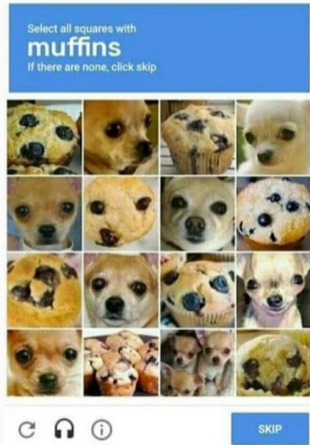 Select all squares with
muffins
If there are none, click skip
SKIP